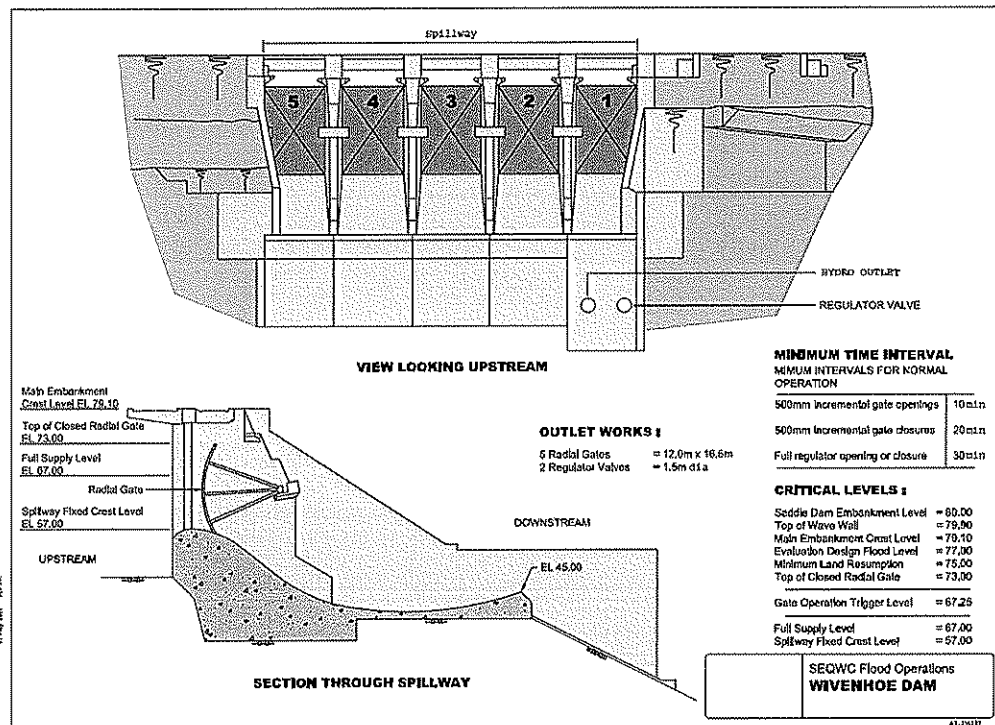 Spillway
5 4 3 2 1
HYDRO OUTLET
REGULATOR VALVE
VIEW LOOKING UPSTREAM
MINIMUM TIME INTERVAL
MIMUM INTERVALS FOR NORMAL
OPERATION
500mm incremental gate openings 10min
500mm incremental gate closures 20min
Full regulator opening or closure 30min
Main Embankment
Crest Level EL 79.10
Top of Closed Radial Gate
EL 73.00
Full Supply Level
EL 67.00
Radial Gate
Spillway Fixed Crest Level
EL 57.00
UPSTREAM
OUTLET WORKS :
5 Radial Gates = 12.0m x 16.6m
2 Regulator Valves = 1.5m dia
DOWNSTREAM
EL 45.00
SECTION THROUGH SPILLWAY
CRITICAL LEVELS :
Saddle Dam Embankment Level = 80.00
Top of Wave Wall = 79.90
Main Embankment Crest Level = 79.10
Evaluation Design Flood Level = 77.00
Minimum Land Resumption = 75.00
Top of Closed Radial Gate = 73.00
Gate Operation Trigger Level = 67.25
Full Supply Level = 67.00
Spillway Fixed Crest Level = 57.00
SEQWC Flood Operations
WIVENHOE DAM